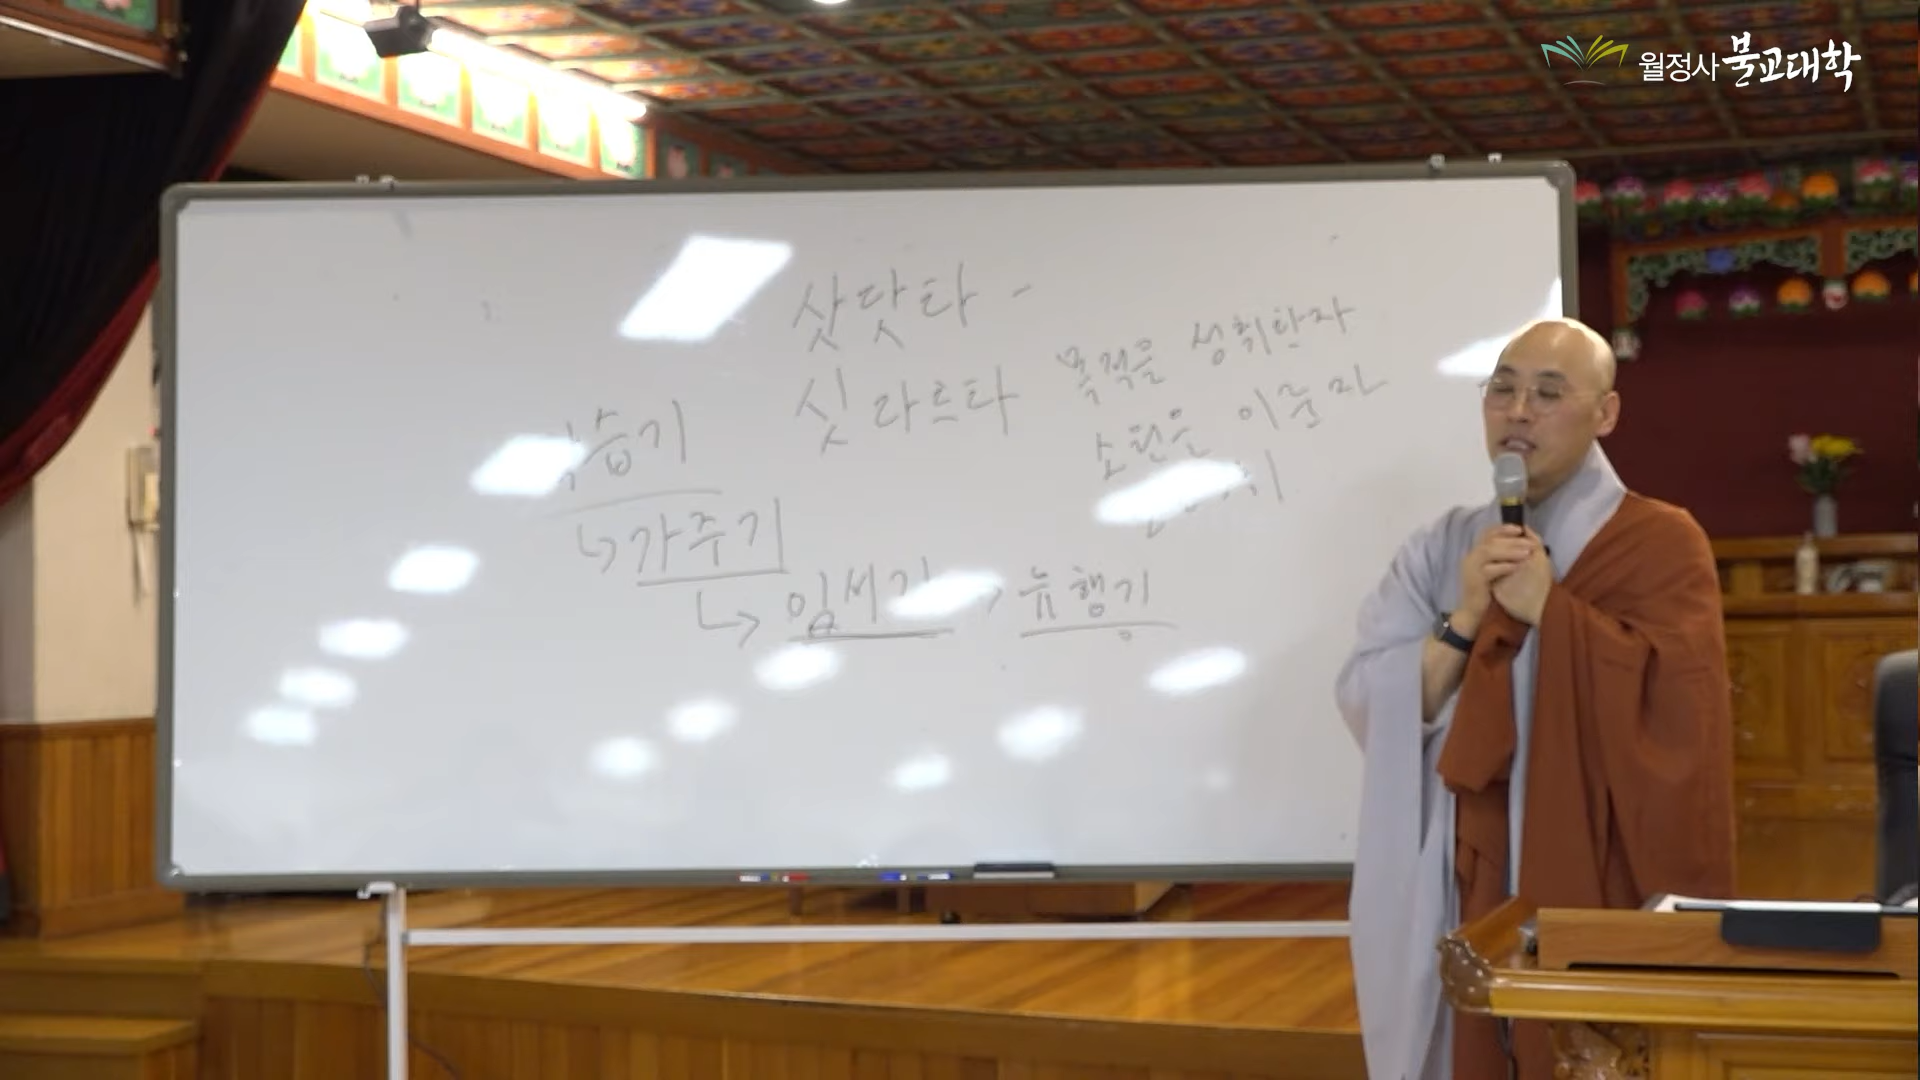 월정사 불교대학
삿닷타 -
싯라르타
목적을 성취한자
소원을 이룬자
습기
↳가주기
↳임서기 → 유행기